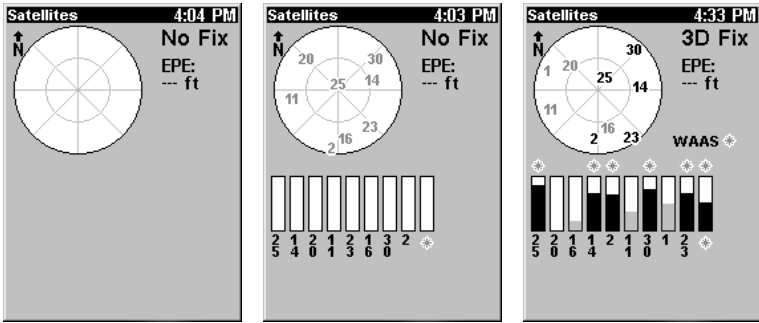 Satellites 4:04 PM
N
No Fix
EPE:
--- ft
Satellites 4:03 PM
N
No Fix
EPE:
--- ft
20 30
25 14
11
23
16
2
25 14 20 11 23 16 30 2
Satellites 4:33 PM
N
3D Fix
EPE:
--- ft
30
1 20
25
14
11
16
2 23
WAAS
25 20 16 14 2 11 30 1 23